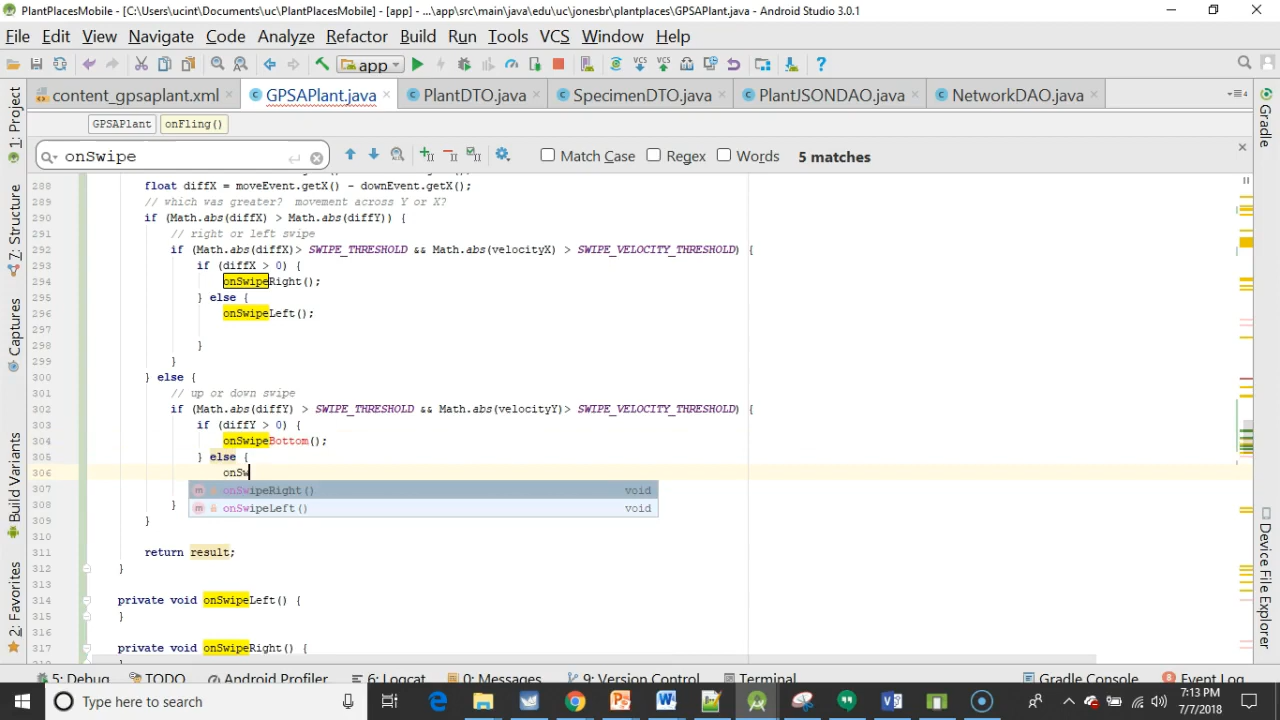 PlantPlacesMobile - [C:\Users\ucint\Documents\uc\PlantPlacesMobile] - [app] - ...\app\src\main\java\edu\uc\jonesbr\plantplaces\GPSAPlant.java - Android Studio 3.0.1
File Edit View Navigate Code Analyze Refactor Build Run Tools VCS Window Help
app
content_gpsaplant.xml GPSAPlant.java PlantDTO.java SpecimenDTO.java PlantJSONDAO.java NetworkDAO.java
GPSAPlant onFling()
onSwipe Match Case Regex Words 5 matches
288 float diffX = moveEvent.getX() - downEvent.getX();
289 // which was greater? movement across Y or X?
290 if (Math.abs(diffX) > Math.abs(diffY)) {
291 // right or left swipe
292 if (Math.abs(diffX)> SWIPE_THRESHOLD && Math.abs(velocityX) > SWIPE_VELOCITY_THRESHOLD) {
293 if (diffX > 0) {
294 onSwipeRight();
295 } else {
296 onSwipeLeft();
297
298 }
299 }
300 } else {
301 // up or down swipe
302 if (Math.abs(diffY) > SWIPE_THRESHOLD && Math.abs(velocityY)> SWIPE_VELOCITY_THRESHOLD) {
303 if (diffY > 0) {
304 onSwipeBottom();
305 } else {
306 onSw
307 onSwipeRight() void
308 } onSwipeLeft() void
309 }
310
311 return result;
312 }
313
314 private void onSwipeLeft() {
315 }
316
317 private void onSwipeRight() {
1: Project
7: Structure
Captures
Build Variants
2: Favorites
Gradle
Device File Explorer
5: Debug TODO Android Profiler 6: Logcat 0: Messages 9: Version Control Terminal Gradle Console Event Log
Type here to search
7:13 PM
7/7/2018